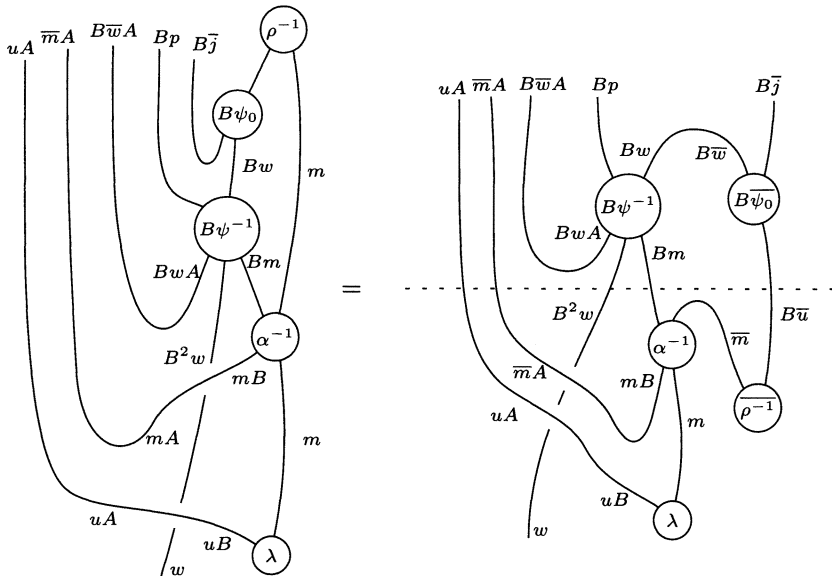 uA m̅A Bw̅A Bp Bj̅ ρ⁻¹
Bψ₀
Bw m
Bψ⁻¹
BwA Bm
B²w α⁻¹
mB
mA
m
uA
uB λ
w
=
uA m̅A Bw̅A Bp Bj̅
Bw Bw̅
Bψ⁻¹ Bψ̅₀̅
BwA Bm
B²w Bu̅
α⁻¹ m̅
m̅A mB
uA ρ̅⁻̅¹̅
m
uB λ
w